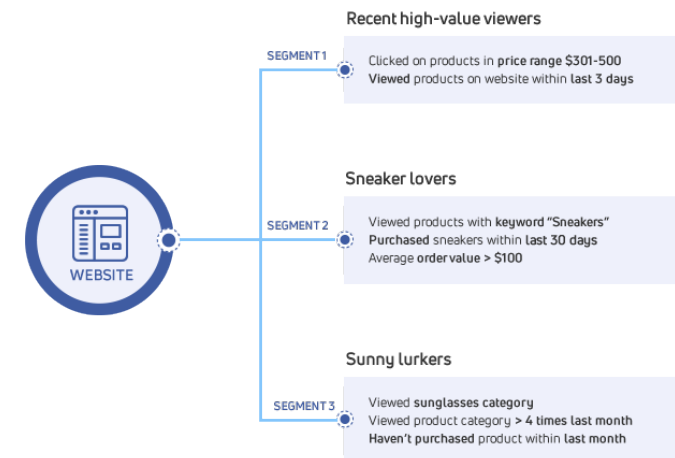 Recent high-value viewers
SEGMENT 1
Clicked on products in price range $301-500
Viewed products on website within last 3 days
Sneaker lovers
SEGMENT 2
Viewed products with keyword “Sneakers”
Purchased sneakers within last 30 days
Average order value > $100
WEBSITE
Sunny lurkers
SEGMENT 3
Viewed sunglasses category
Viewed product category > 4 times last month
Haven’t purchased product within last month